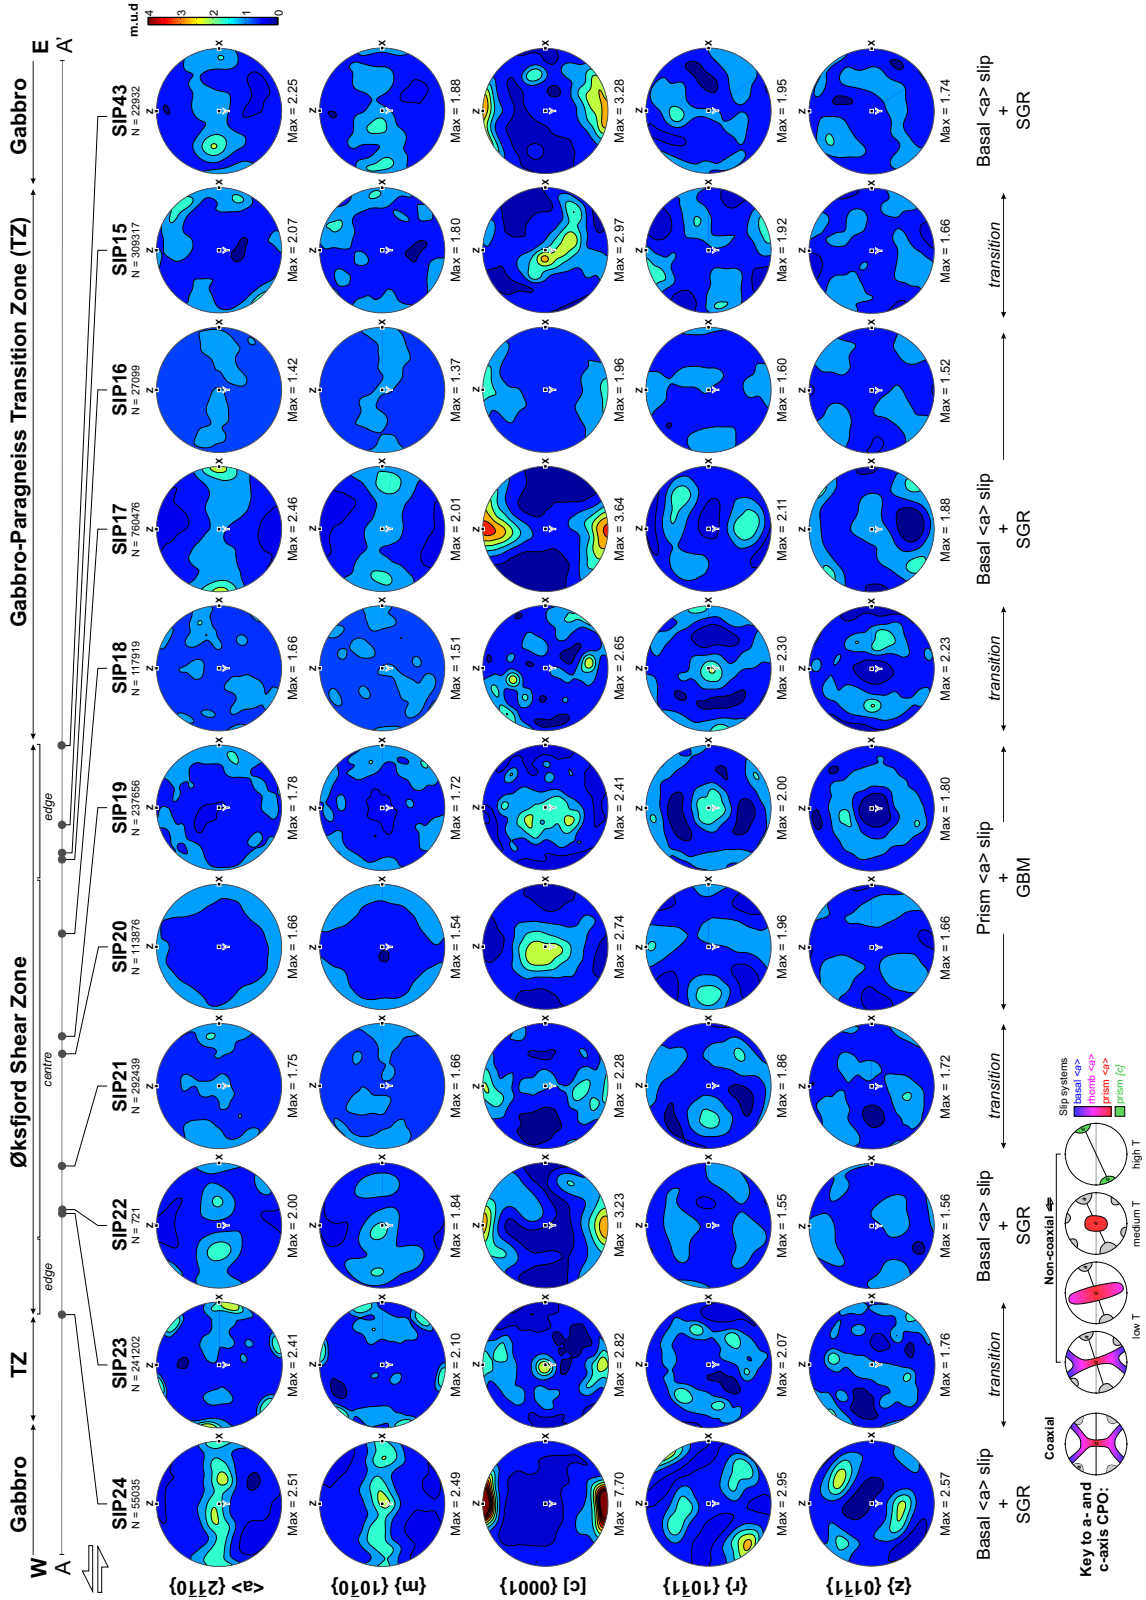 W
Gabbro
TZ
Øksfjord Shear Zone
Gabbro-Paragneiss Transition Zone (TZ)
Gabbro
E
A
edge
centre
edge
A'
SIP24
SIP23
SIP22
SIP21
SIP20
SIP19
SIP18
SIP17
SIP16
SIP15
SIP43
N = 55035
N = 241202
N = 721
N = 292439
N = 113876
N = 237656
N = 117919
N = 760476
N = 27099
N = 309317
N = 22932
m.u.d
4
3
2
1
0
<a> {2̄1̄10}
Z Z Z Z Z Z Z Z Z Z Z
Y Y Y Y Y Y Y Y Y Y Y
X X X X X X X X X X X
Max = 2.51
Max = 2.41
Max = 2.00
Max = 1.75
Max = 1.66
Max = 1.78
Max = 1.66
Max = 2.46
Max = 1.42
Max = 2.07
Max = 2.25
{m} {101̄0}
Z Z Z Z Z Z Z Z Z Z Z
Y Y Y Y Y Y Y Y Y Y Y
X X X X X X X X X X X
Max = 2.49
Max = 2.10
Max = 1.84
Max = 1.66
Max = 1.54
Max = 1.72
Max = 1.51
Max = 2.01
Max = 1.37
Max = 1.80
Max = 1.88
[c] {0001}
Z Z Z Z Z Z Z Z Z Z Z
Y Y Y Y Y Y Y Y Y Y Y
X X X X X X X X X X X
Max = 7.70
Max = 2.82
Max = 3.23
Max = 2.28
Max = 2.74
Max = 2.41
Max = 2.65
Max = 3.64
Max = 1.96
Max = 2.97
Max = 3.28
{r} {101̄1}
Z Z Z Z Z Z Z Z Z Z Z
Y Y Y Y Y Y Y Y Y Y Y
X X X X X X X X X X X
Max = 2.95
Max = 2.07
Max = 1.55
Max = 1.86
Max = 1.96
Max = 2.00
Max = 2.30
Max = 2.11
Max = 1.60
Max = 1.92
Max = 1.95
{z} {011̄1}
Z Z Z Z Z Z Z Z Z Z Z
Y Y Y Y Y Y Y Y Y Y Y
X X X X X X X X X X X
Max = 2.57
Max = 1.76
Max = 1.56
Max = 1.72
Max = 1.66
Max = 1.80
Max = 2.23
Max = 1.88
Max = 1.52
Max = 1.66
Max = 1.74
Basal <a> slip
+
SGR
transition
Basal <a> slip
+
SGR
transition
Prism <a> slip
+
GBM
transition
Basal <a> slip
+
SGR
transition
Basal <a> slip
+
SGR
Key to a- and
c-axis CPO:
Coaxial
Non-coaxial
low T
medium T
high T
Slip systems
basal <a>
rhomb <a>
prism <a>
prism [c]